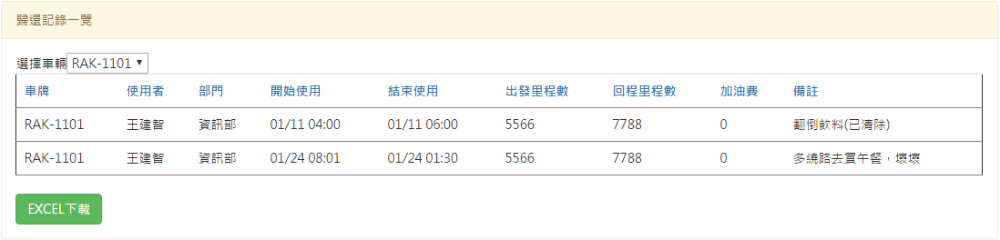 歸還記錄一覽
選擇車輛 RAK-1101
車牌 使用者 部門 開始使用 結束使用 出發里程數 回程里程數 加油費 備註
RAK-1101 王建智 資訊部 01/11 04:00 01/11 06:00 5566 7788 0 翻倒飲料(已清除)
RAK-1101 王建智 資訊部 01/24 08:01 01/24 01:30 5566 7788 0 多繞路去買午餐，壞壞
EXCEL下載